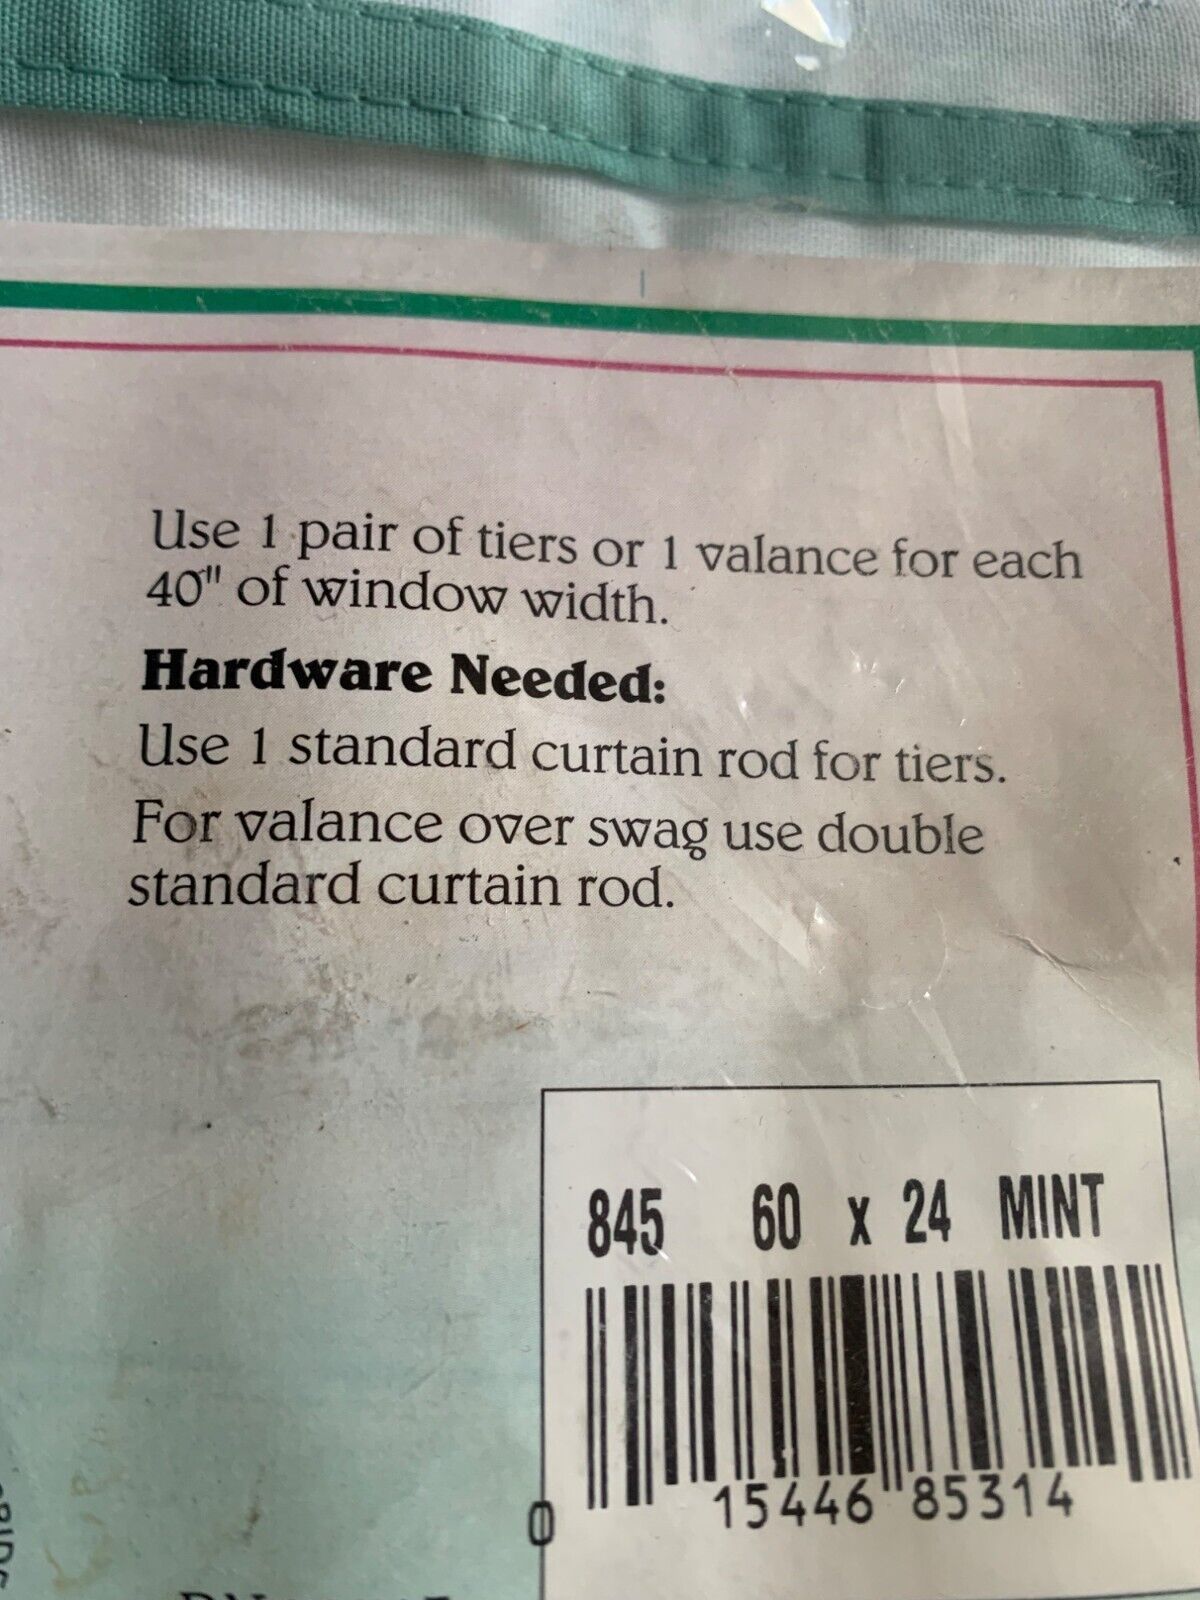 Use 1 pair of tiers or 1 valance for each
40" of window width.
Hardware Needed:
Use 1 standard curtain rod for tiers.
For valance over swag use double
standard curtain rod.
845 60 x 24 MINT
0 15446 85314